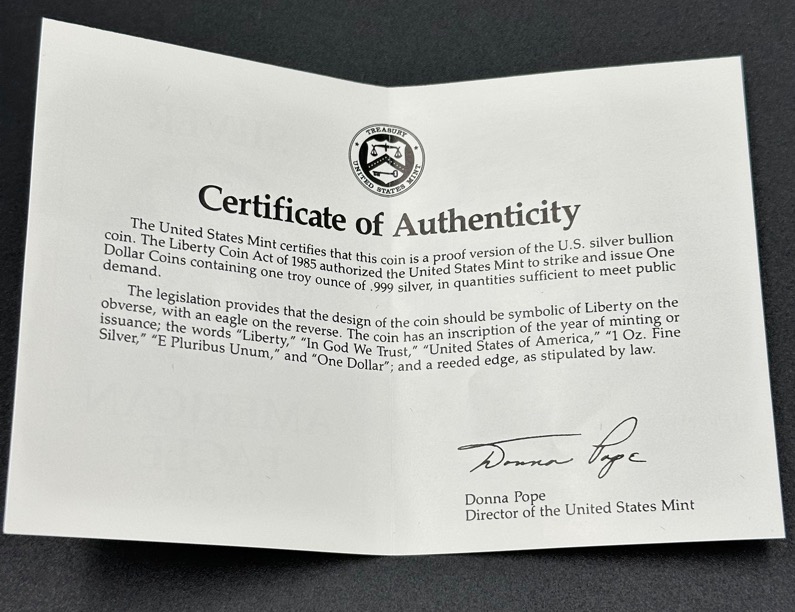 TREASURY
UNITED STATES MINT
Certificate of Authenticity
The United States Mint certifies that this coin is a proof version of the U.S. silver bullion
coin. The Liberty Coin Act of 1985 authorized the United States Mint to strike and issue One
Dollar Coins containing one troy ounce of .999 silver, in quantities sufficient to meet public
demand.
The legislation provides that the design of the coin should be symbolic of Liberty on the
obverse, with an eagle on the reverse. The coin has an inscription of the year of minting or
issuance; the words “Liberty,” “In God We Trust,” “United States of America,” “1 Oz. Fine
Silver,” “E Pluribus Unum,” and “One Dollar”; and a reeded edge, as stipulated by law.
Donna Pope
Donna Pope
Director of the United States Mint
SILVER
AMERICAN
EAGLE